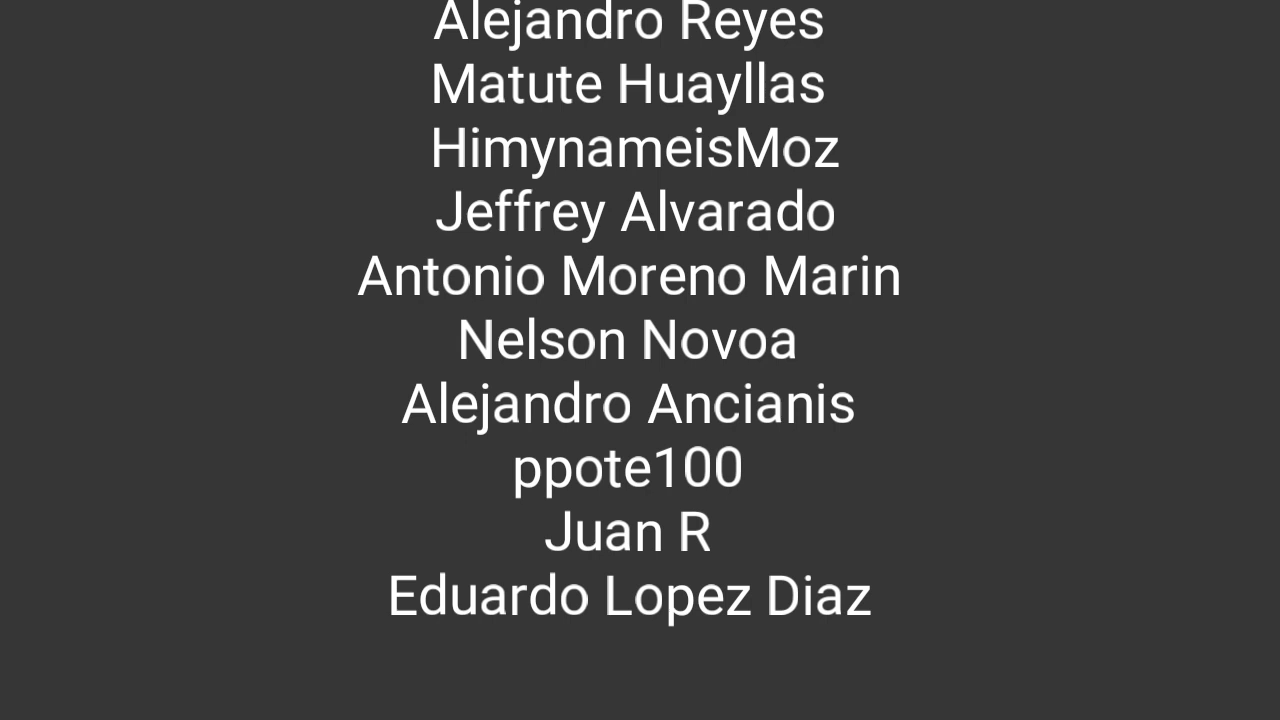 Alejandro Reyes
Matute Huayllas
HimynameisMoz
Jeffrey Alvarado
Antonio Moreno Marin
Nelson Novoa
Alejandro Ancianis
ppote100
Juan R
Eduardo Lopez Diaz